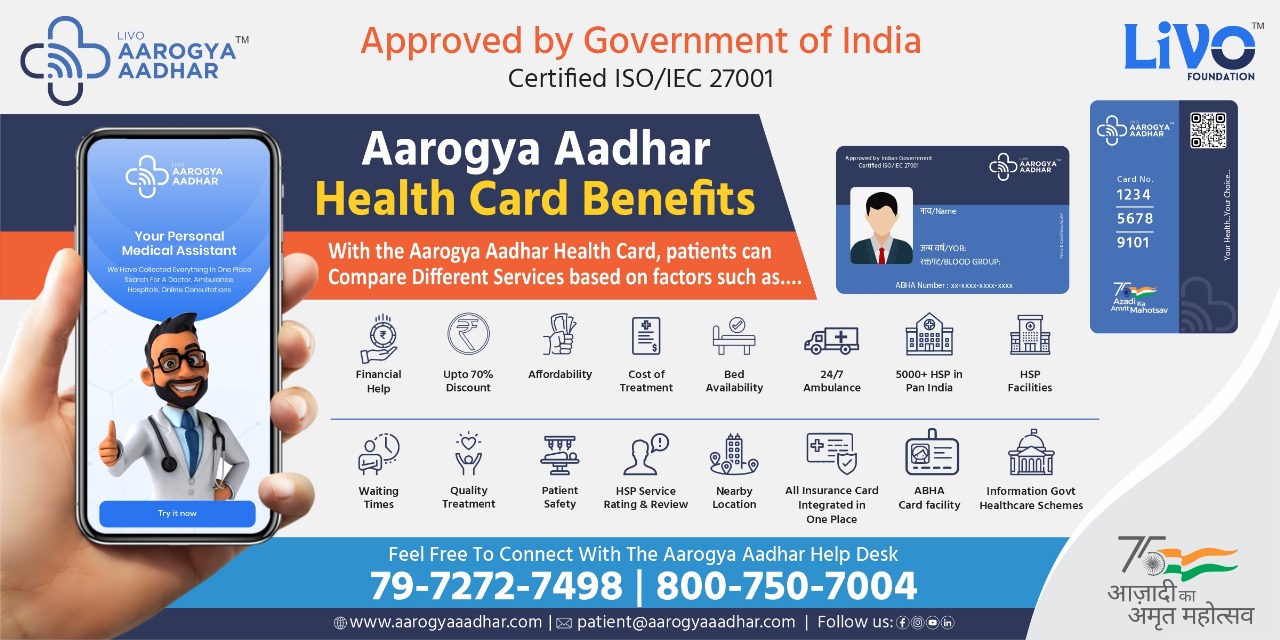 LIVO
AAROGYA
AADHAR
TM
Approved by Government of India
Certified ISO/IEC 27001
LiVO
TM
FOUNDATION
Aarogya Aadhar
Health Card Benefits
With the Aarogya Aadhar Health Card, patients can
Compare Different Services based on factors such as....
LIVO
AAROGYA
AADHAR
Your Personal
Medical Assistant
We Have Collected Everything In One Place
Search For A Doctor, Ambulance,
Hospitals, Online Consultations
Try it now
Approved by Indian Government
Certified ISO/ IEC 27001
LIVO
AAROGYA
AADHAR
नाव/Name
जन्म वर्ष/YOB:
रक्तगट/BLOOD GROUP:
ABHA Number : xx-xxxx-xxxx-xxxx
LIVO
AAROGYA
AADHAR
TM
Card No.
1234
5678
9101
Your Health...Your Choice...
75
Azadi Ka
Amrit Mahotsav
Financial
Help
Upto 70%
Discount
Affordability
Cost of
Treatment
Bed
Availability
24/7
Ambulance
5000+ HSP in
Pan India
HSP
Facilities
Waiting
Times
Quality
Treatment
Patient
Safety
HSP Service
Rating & Review
Nearby
Location
All Insurance Card
Integrated in
One Place
ABHA
Card facility
Information Govt
Healthcare Schemes
Feel Free To Connect With The Aarogya Aadhar Help Desk
79-7272-7498 | 800-750-7004
www.aarogyaaadhar.com | patient@aarogyaaadhar.com | Follow us:
75
आज़ादी का
अमृत महोत्सव